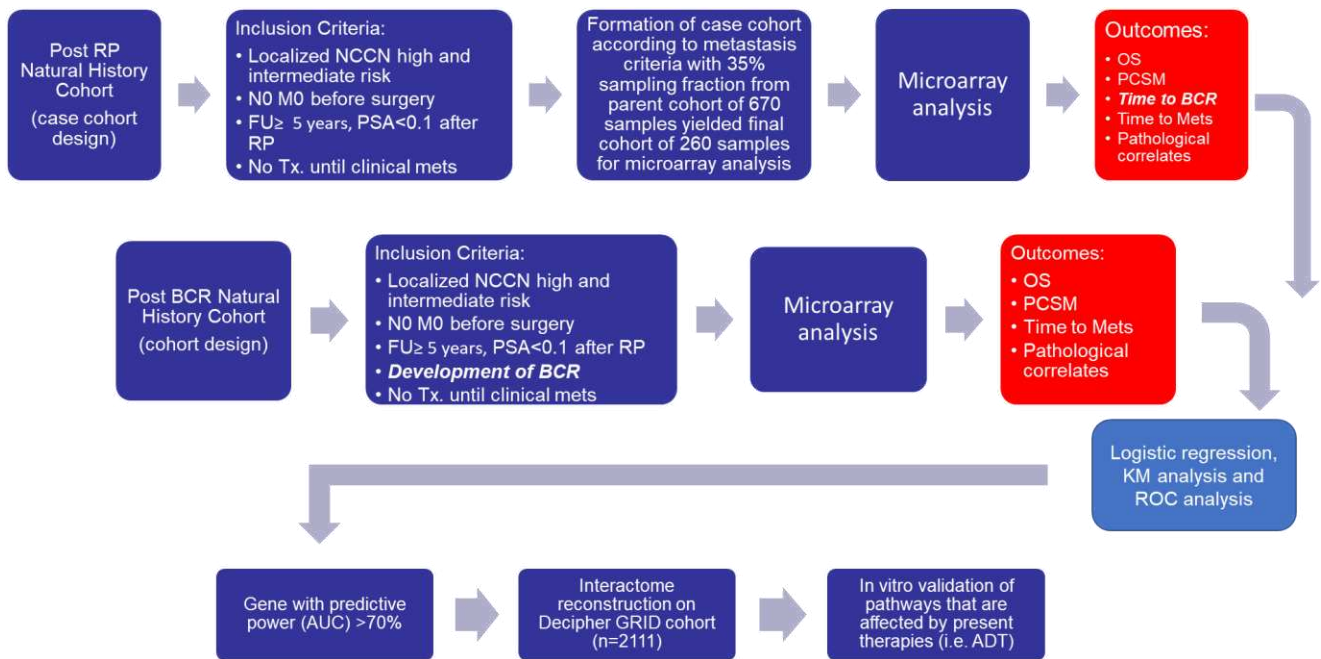 Post RP
Natural History
Cohort
(case cohort
design)
Inclusion Criteria:
• Localized NCCN high and
intermediate risk
• N0 M0 before surgery
• FU≥ 5 years, PSA<0.1 after
RP
• No Tx. until clinical mets
Formation of case cohort
according to metastasis
criteria with 35%
sampling fraction from
parent cohort of 670
samples yielded final
cohort of 260 samples
for microarray analysis
Microarray
analysis
Outcomes:
• OS
• PCSM
• Time to BCR
• Time to Mets
• Pathological
correlates
Post BCR Natural
History Cohort
(cohort design)
Inclusion Criteria:
• Localized NCCN high and
intermediate risk
• N0 M0 before surgery
• FU≥ 5 years, PSA<0.1 after RP
• Development of BCR
• No Tx. until clinical mets
Microarray
analysis
Outcomes:
• OS
• PCSM
• Time to Mets
• Pathological
correlates
Logistic regression,
KM analysis and
ROC analysis
Gene with predictive
power (AUC) >70%
Interactome
reconstruction on
Decipher GRID cohort
(n=2111)
In vitro validation of
pathways that are
affected by present
therapies (i.e. ADT)